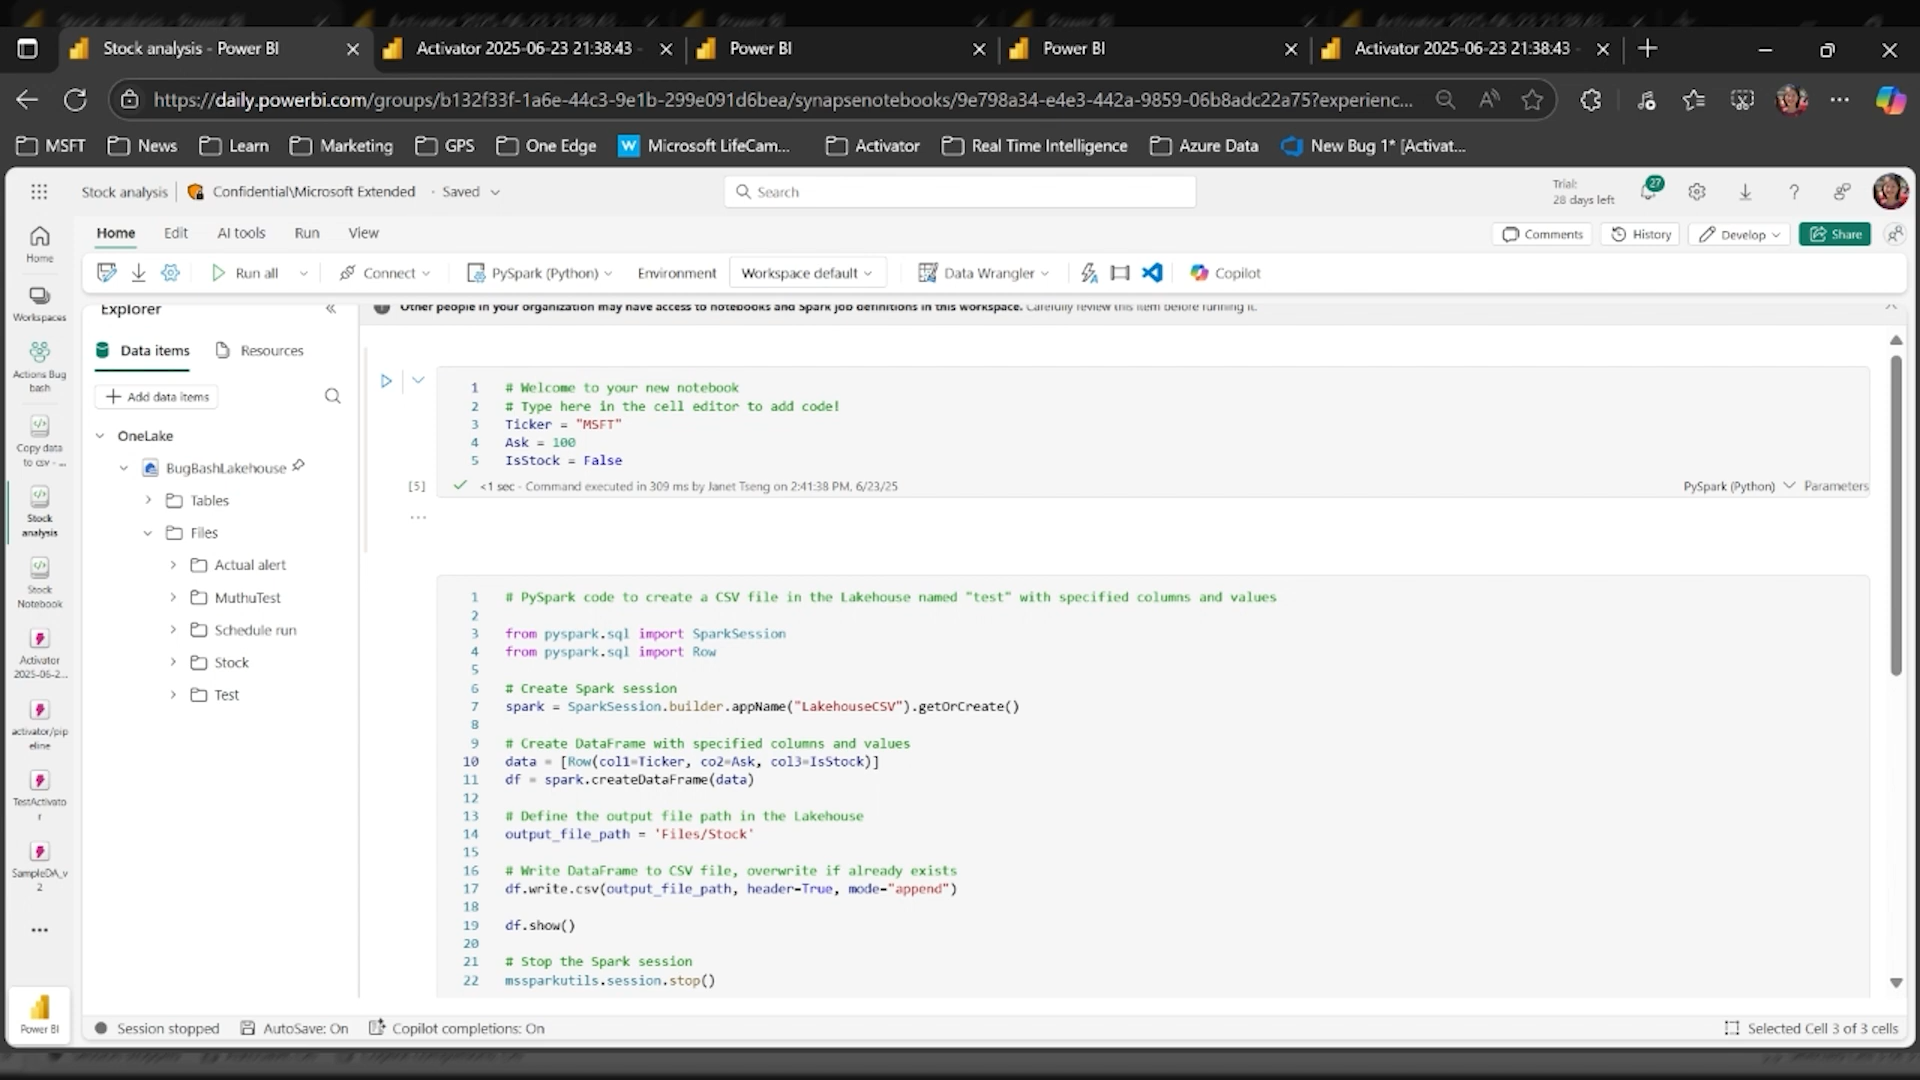 Stock analysis - Power BI
Activator 2025-06-23 21:38:43 -
Power BI
Power BI
Activator 2025-06-23 21:38:43 -
https://daily.powerbi.com/groups/b132f33f-1a6e-44c3-9e1b-299e091d6bea/synapsenotebooks/9e798a34-e4e3-442a-9859-06b8adc22a75?experienc...
MSFT
News
Learn
Marketing
GPS
One Edge
W
Microsoft LifeCam...
Activator
Real Time Intelligence
Azure Data
New Bug 1* [Activat...
Stock analysis
Confidential\Microsoft Extended
· Saved
Search
Trial:
28 days left
27
?
Home
Edit
AI tools
Run
View
Comments
History
Develop
Share
Run all
Connect
PySpark (Python)
Environment
Workspace default
Data Wrangler
Copilot
Home
Workspaces
Actions Bug
bash
Copy data
to csv - ...
Stock
analysis
Stock
Notebook
Activator
2025-06-2...
activator/pip
eline
TestActivato
r
SampleDA_v
2
...
Power BI
Explorer
Data items
Resources
Add data items
OneLake
BugBashLakehouse
Tables
Files
Actual alert
MuthuTest
Schedule run
Stock
Test
Other people in your organization may have access to notebooks and Spark job definitions in this workspace. Carefully review this item before running it.
1 # Welcome to your new notebook
2 # Type here in the cell editor to add code!
3 Ticker = "MSFT"
4 Ask = 100
5 IsStock = False
[5]
<1 sec - Command executed in 309 ms by Janet Tseng on 2:41:38 PM, 6/23/25
PySpark (Python)
Parameters
...
1 # PySpark code to create a CSV file in the Lakehouse named "test" with specified columns and values
2
3 from pyspark.sql import SparkSession
4 from pyspark.sql import Row
5
6 # Create Spark session
7 spark = SparkSession.builder.appName("LakehouseCSV").getOrCreate()
8
9 # Create DataFrame with specified columns and values
10 data = [Row(col1=Ticker, co2=Ask, col3=IsStock)]
11 df = spark.createDataFrame(data)
12
13 # Define the output file path in the Lakehouse
14 output_file_path = 'Files/Stock'
15
16 # Write DataFrame to CSV file, overwrite if already exists
17 df.write.csv(output_file_path, header=True, mode="append")
18
19 df.show()
20
21 # Stop the Spark session
22 mssparkutils.session.stop()
Session stopped
AutoSave: On
Copilot completions: On
Selected Cell 3 of 3 cells